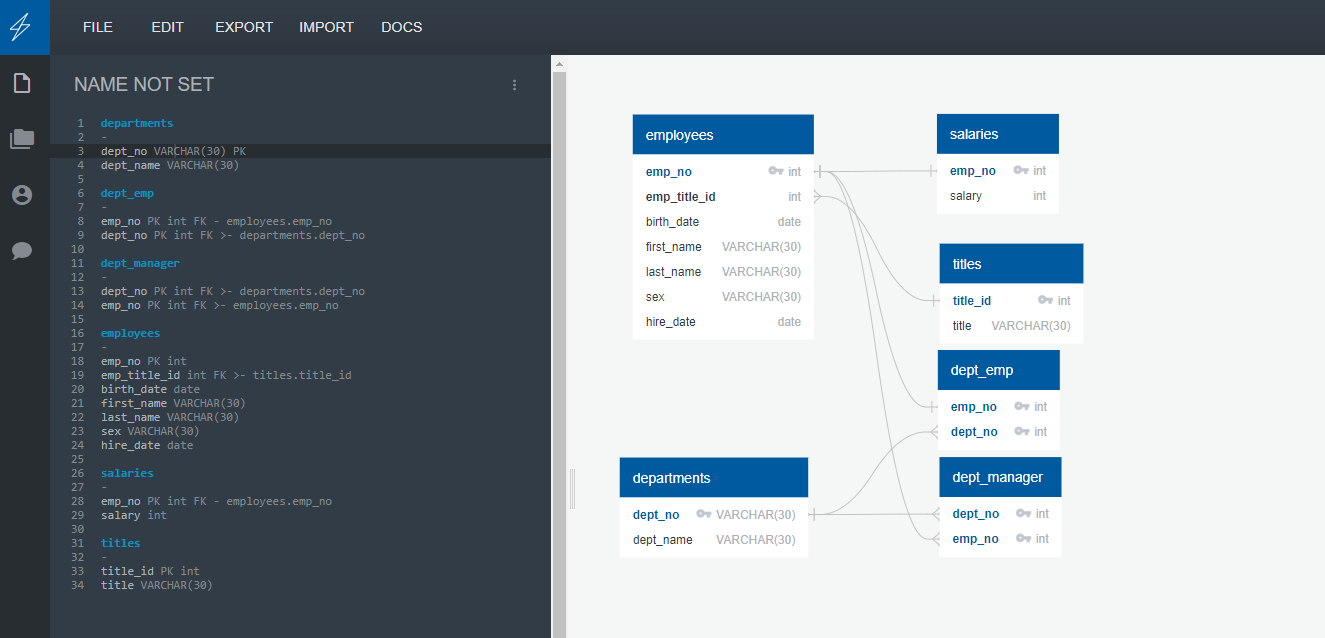 FILE EDIT EXPORT IMPORT DOCS
NAME NOT SET
1 departments
2 -
3 dept_no VARCHAR(30) PK
4 dept_name VARCHAR(30)
5
6 dept_emp
7 -
8 emp_no PK int FK - employees.emp_no
9 dept_no PK int FK >- departments.dept_no
10
11 dept_manager
12 -
13 dept_no PK int FK >- departments.dept_no
14 emp_no PK int FK >- employees.emp_no
15
16 employees
17 -
18 emp_no PK int
19 emp_title_id int FK >- titles.title_id
20 birth_date date
21 first_name VARCHAR(30)
22 last_name VARCHAR(30)
23 sex VARCHAR(30)
24 hire_date date
25
26 salaries
27 -
28 emp_no PK int FK - employees.emp_no
29 salary int
30
31 titles
32 -
33 title_id PK int
34 title VARCHAR(30)
employees
emp_no int
emp_title_id int
birth_date date
first_name VARCHAR(30)
last_name VARCHAR(30)
sex VARCHAR(30)
hire_date date
salaries
emp_no int
salary int
titles
title_id int
title VARCHAR(30)
dept_emp
emp_no int
dept_no int
departments
dept_no VARCHAR(30)
dept_name VARCHAR(30)
dept_manager
dept_no int
emp_no int